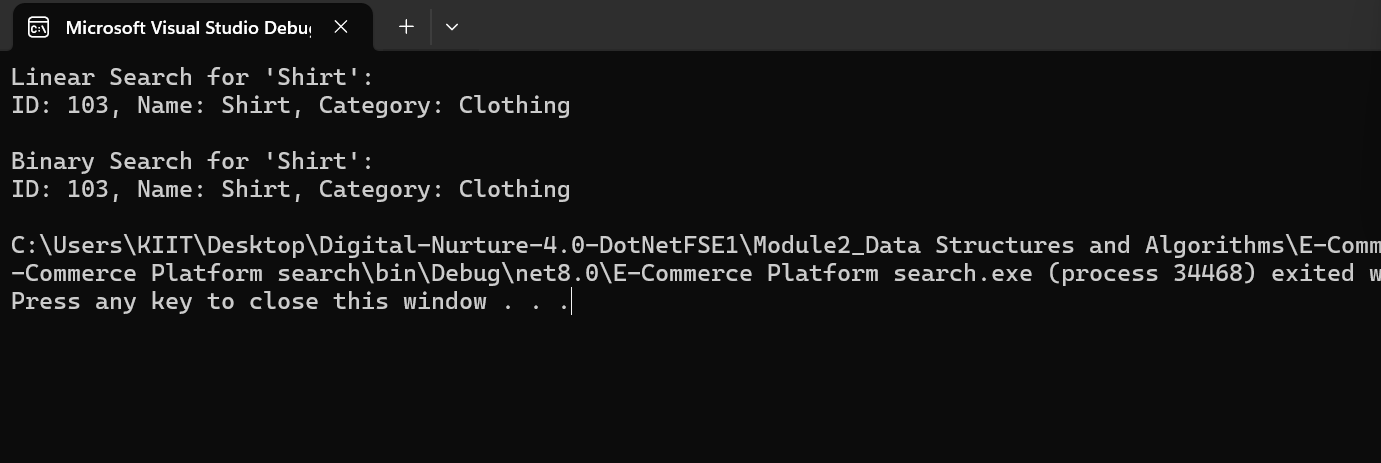 Microsoft Visual Studio Debu
Linear Search for 'Shirt':
ID: 103, Name: Shirt, Category: Clothing
Binary Search for 'Shirt':
ID: 103, Name: Shirt, Category: Clothing
C:\Users\KIIT\Desktop\Digital-Nurture-4.0-DotNetFSE1\Module2_Data Structures and Algorithms\E-Comm
-Commerce Platform search\bin\Debug\net8.0\E-Commerce Platform search.exe (process 34468) exited w
Press any key to close this window . . .